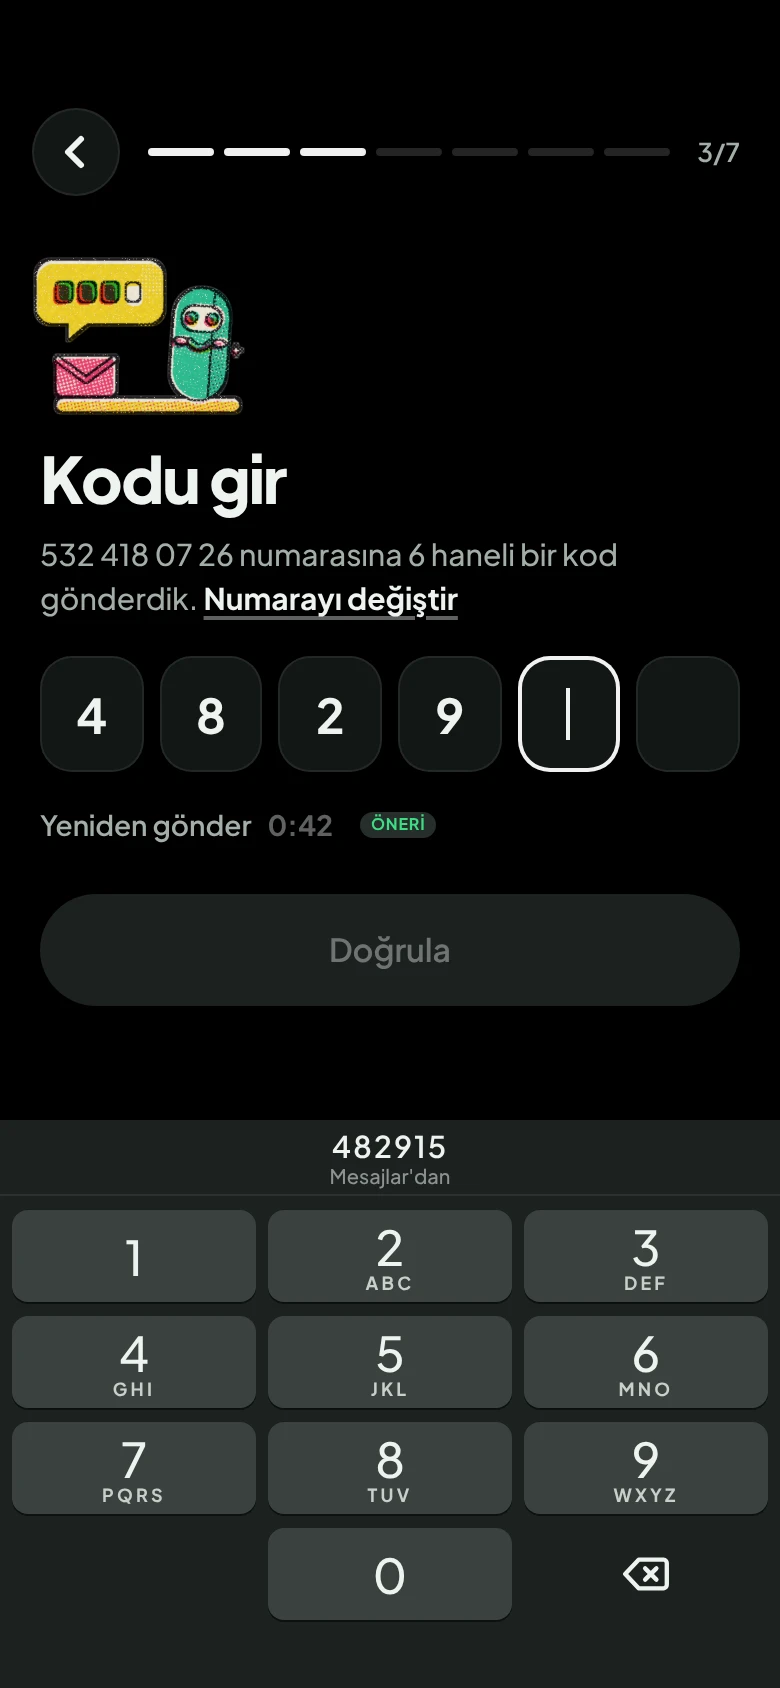 3/7
Kodu gir
532 418 07 26 numarasına 6 haneli bir kod
gönderdik. Numarayı değiştir
4 8 2 9
Yeniden gönder 0:42 ÖNERİ
Doğrula
482915
Mesajlar'dan
1 2 3
ABC DEF
4 5 6
GHI JKL MNO
7 8 9
PQRS TUV WXYZ
0